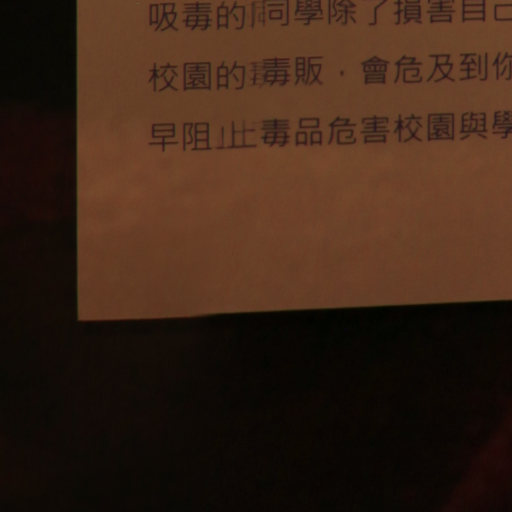 吸毒的同學除了損害自己
校園的毒販，會危及到你
早阻止毒品危害校園與學